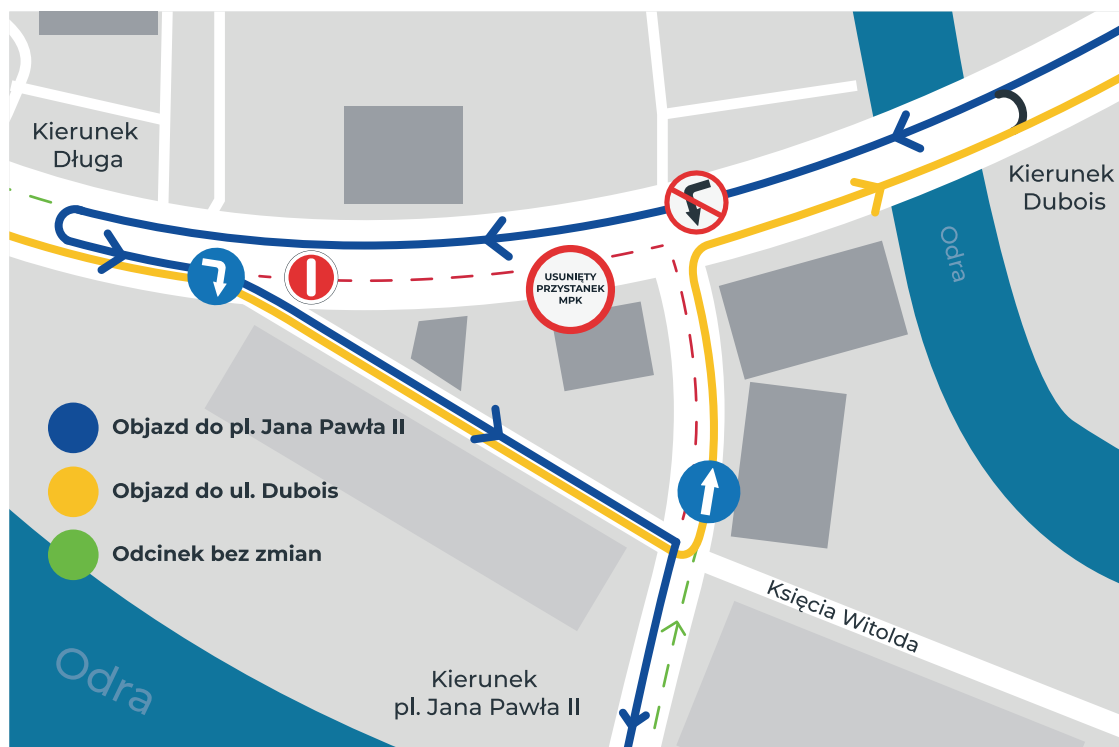 Kierunek
Długa
Kierunek
Dubois
Odra
USUNIĘTY
PRZYSTANEK
MPK
Objazd do pl. Jana Pawła II
Objazd do ul. Dubois
Odcinek bez zmian
Księcia Witolda
Odra
Kierunek
pl. Jana Pawła II